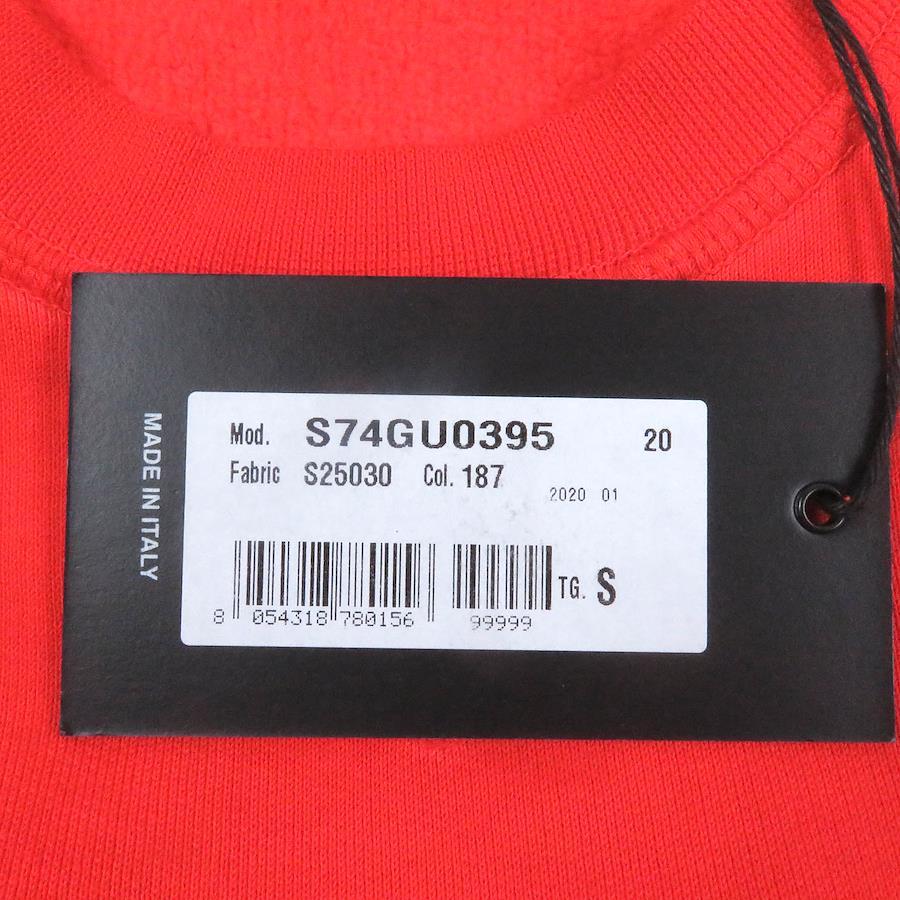 MADE IN ITALY
Mod. S74GU0395 20
Fabric S25030 Col. 187
2020 01
TG. S
8 054318 780156 99999